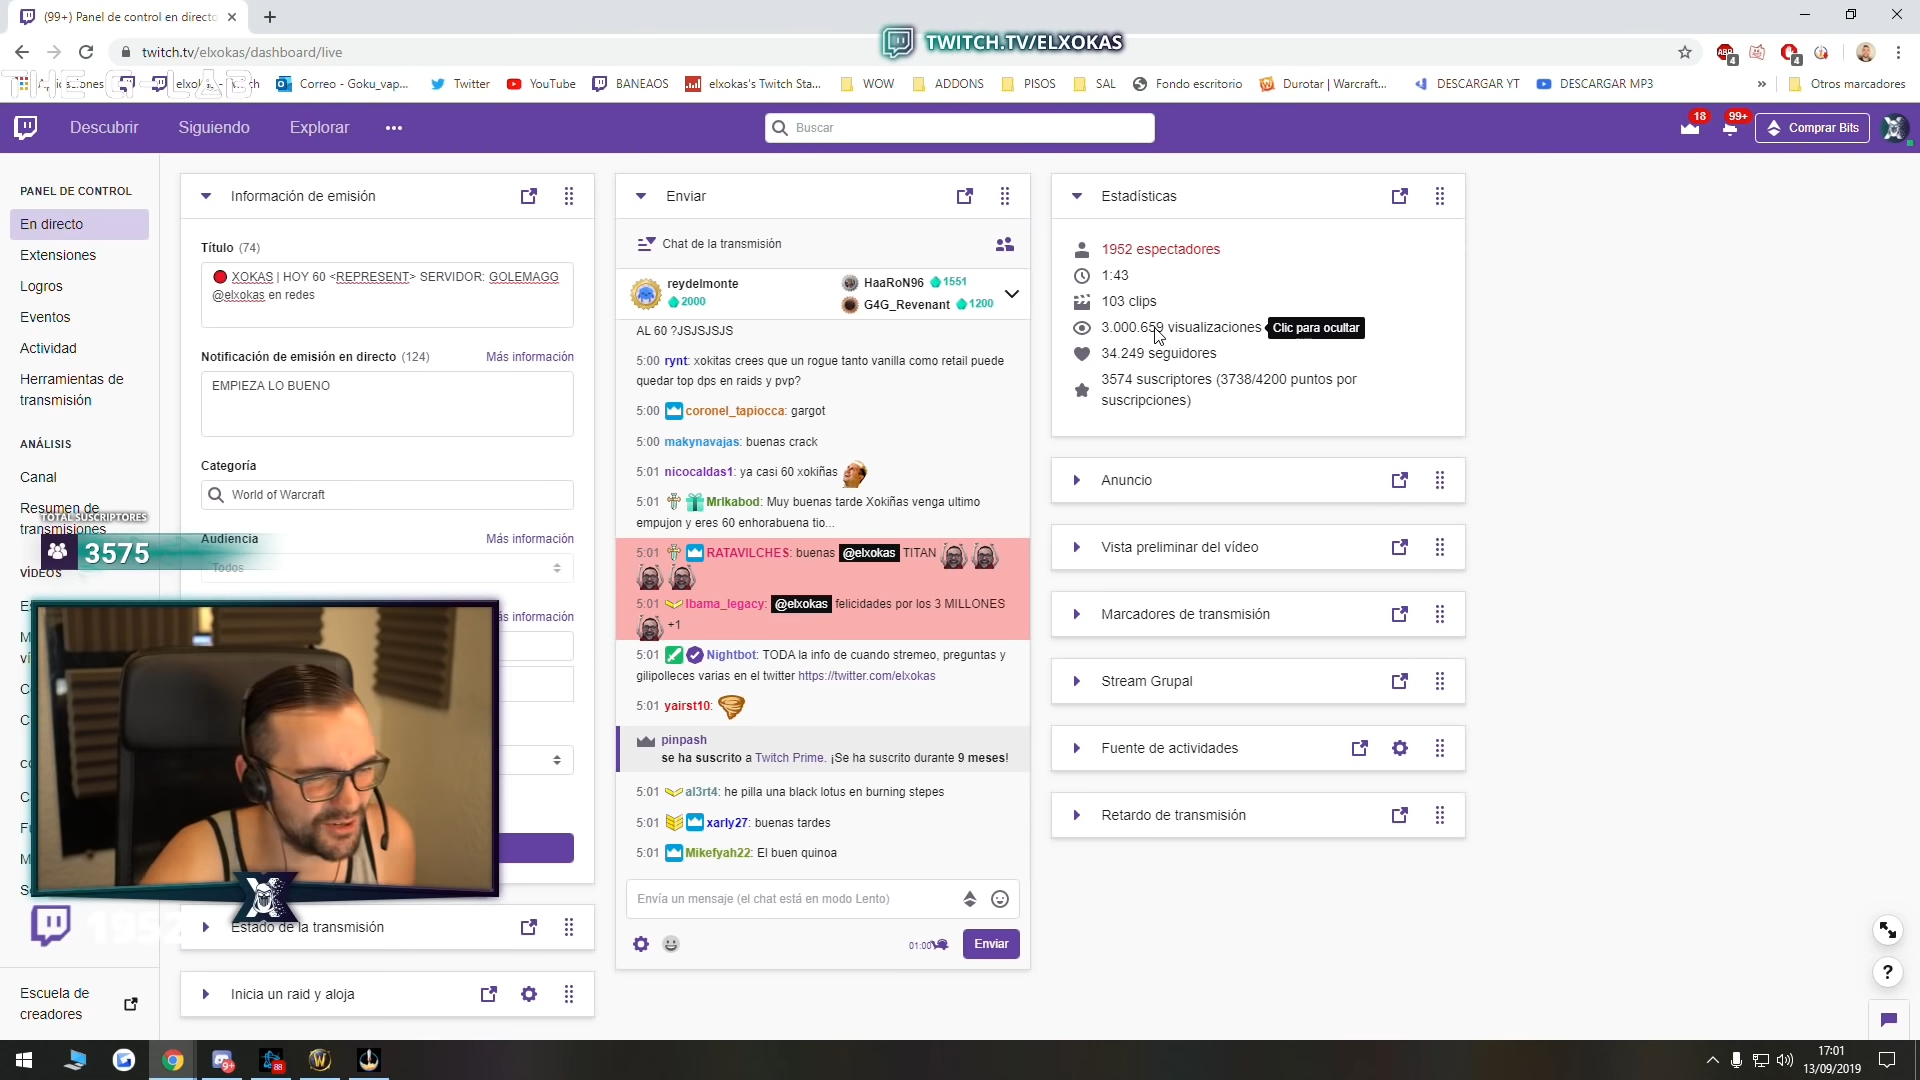 (99+) Panel de control en directo
TWITCH.TV/ELXOKAS
twitch.tv/elxokas/dashboard/live
4
4
THE G-LAB
Correo - Goku_vap...
Twitter
YouTube
BANEAOS
elxokas's Twitch Sta...
WOW
ADDONS
PISOS
SAL
Fondo escritorio
Durotar | Warcraft...
DESCARGAR YT
DESCARGAR MP3
»
Otros marcadores
Descubrir
Siguiendo
Explorar
Buscar
18
99+
Comprar Bits
PANEL DE CONTROL
En directo
Extensiones
Logros
Eventos
Actividad
Herramientas de
transmisión
ANÁLISIS
Canal
Resumen de
transmisiones
TOTAL SUSCRIPTORES
3575
VÍDEOS
1952
Escuela de
creadores
Información de emisión
Título (74)
XOKAS | HOY 60 <REPRESENT> SERVIDOR: GOLEMAGG
@elxokas en redes
Notificación de emisión en directo (124)
Más información
EMPIEZA LO BUENO
Categoría
World of Warcraft
Audiencia
Más información
Todos
ás información
Estado de la transmisión
Inicia un raid y aloja
Enviar
Chat de la transmisión
reydelmonte
2000
HaaRoN96 1551
G4G_Revenant 1200
AL 60 ?JSJSJSJS
5:00 rynt: xokitas crees que un rogue tanto vanilla como retail puede
quedar top dps en raids y pvp?
5:00 coronel_tapiocca: gargot
5:00 makynavajas: buenas crack
5:01 nicocaldas1: ya casi 60 xokiñas
5:01 Mrlkabod: Muy buenas tarde Xokiñas venga ultimo
empujon y eres 60 enhorabuena tio...
5:01 RATAVILCHES: buenas @elxokas TITAN
5:01 Ibama_legacy: @elxokas felicidades por los 3 MILLONES
+1
5:01 Nightbot: TODA la info de cuando stremeo, preguntas y
gilipolleces varias en el twitter https://twitter.com/elxokas
5:01 yairst10:
pinpash
se ha suscrito a Twitch Prime. ¡Se ha suscrito durante 9 meses!
5:01 al3rt4: he pilla una black lotus en burning stepes
5:01 xarly27: buenas tardes
5:01 Mikefyah22: El buen quinoa
Envía un mensaje (el chat está en modo Lento)
01:00
Enviar
Estadísticas
1952 espectadores
1:43
103 clips
3.000.659 visualizaciones
Clic para ocultar
34.249 seguidores
3574 suscriptores (3738/4200 puntos por
suscripciones)
Anuncio
Vista preliminar del vídeo
Marcadores de transmisión
Stream Grupal
Fuente de actividades
Retardo de transmisión
?
9+
88
17:01
13/09/2019